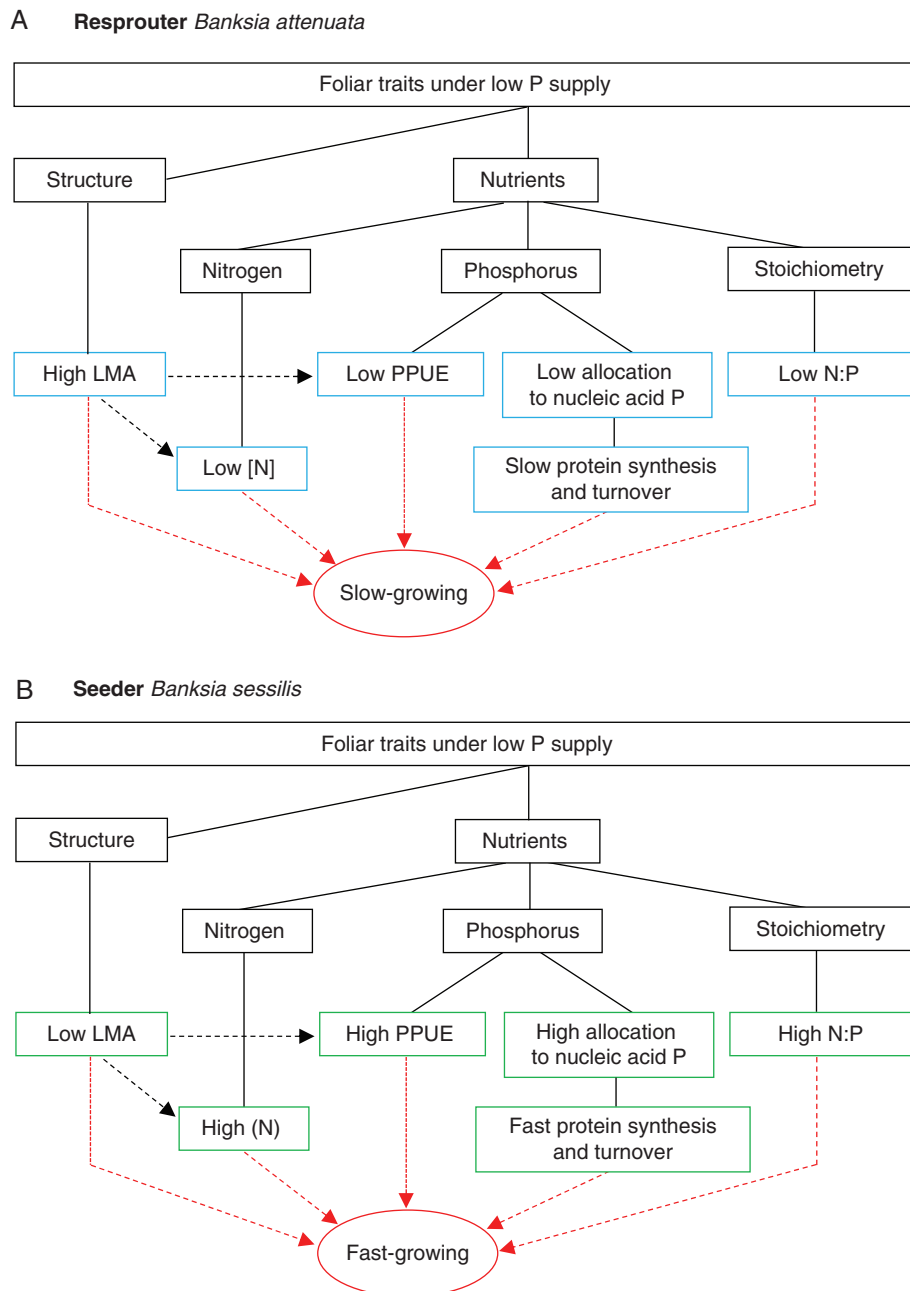 A Resprouter Banksia attenuata
Foliar traits under low P supply
Structure
Nutrients
Nitrogen
Phosphorus
Stoichiometry
High LMA
Low PPUE
Low allocation
to nucleic acid P
Low N:P
Low [N]
Slow protein synthesis
and turnover
Slow-growing
B Seeder Banksia sessilis
Foliar traits under low P supply
Structure
Nutrients
Nitrogen
Phosphorus
Stoichiometry
Low LMA
High PPUE
High allocation
to nucleic acid P
High N:P
High (N)
Fast protein synthesis
and turnover
Fast-growing